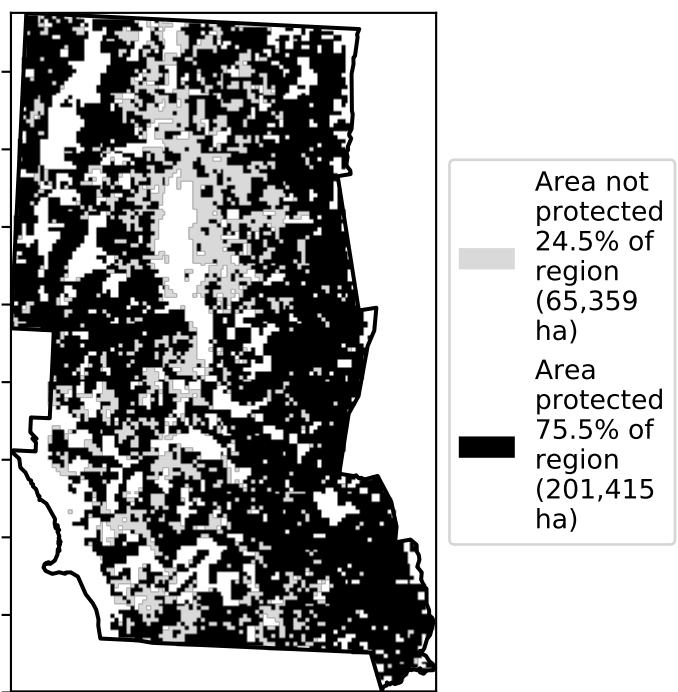 Area not
protected
24.5% of
region
(65,359
ha)
Area
protected
75.5% of
region
(201,415
ha)